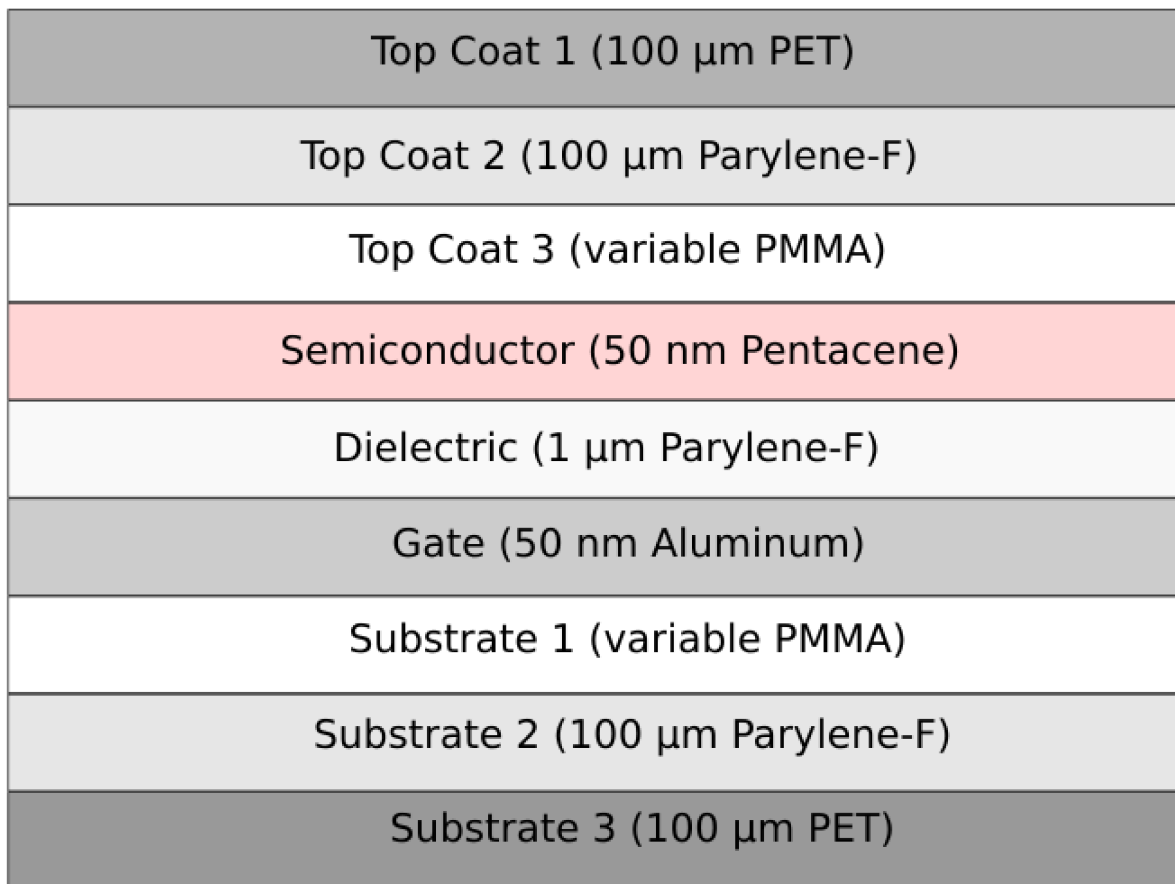 Top Coat 1 (100 μm PET)
Top Coat 2 (100 μm Parylene-F)
Top Coat 3 (variable PMMA)
Semiconductor (50 nm Pentacene)
Dielectric (1 μm Parylene-F)
Gate (50 nm Aluminum)
Substrate 1 (variable PMMA)
Substrate 2 (100 μm Parylene-F)
Substrate 3 (100 μm PET)